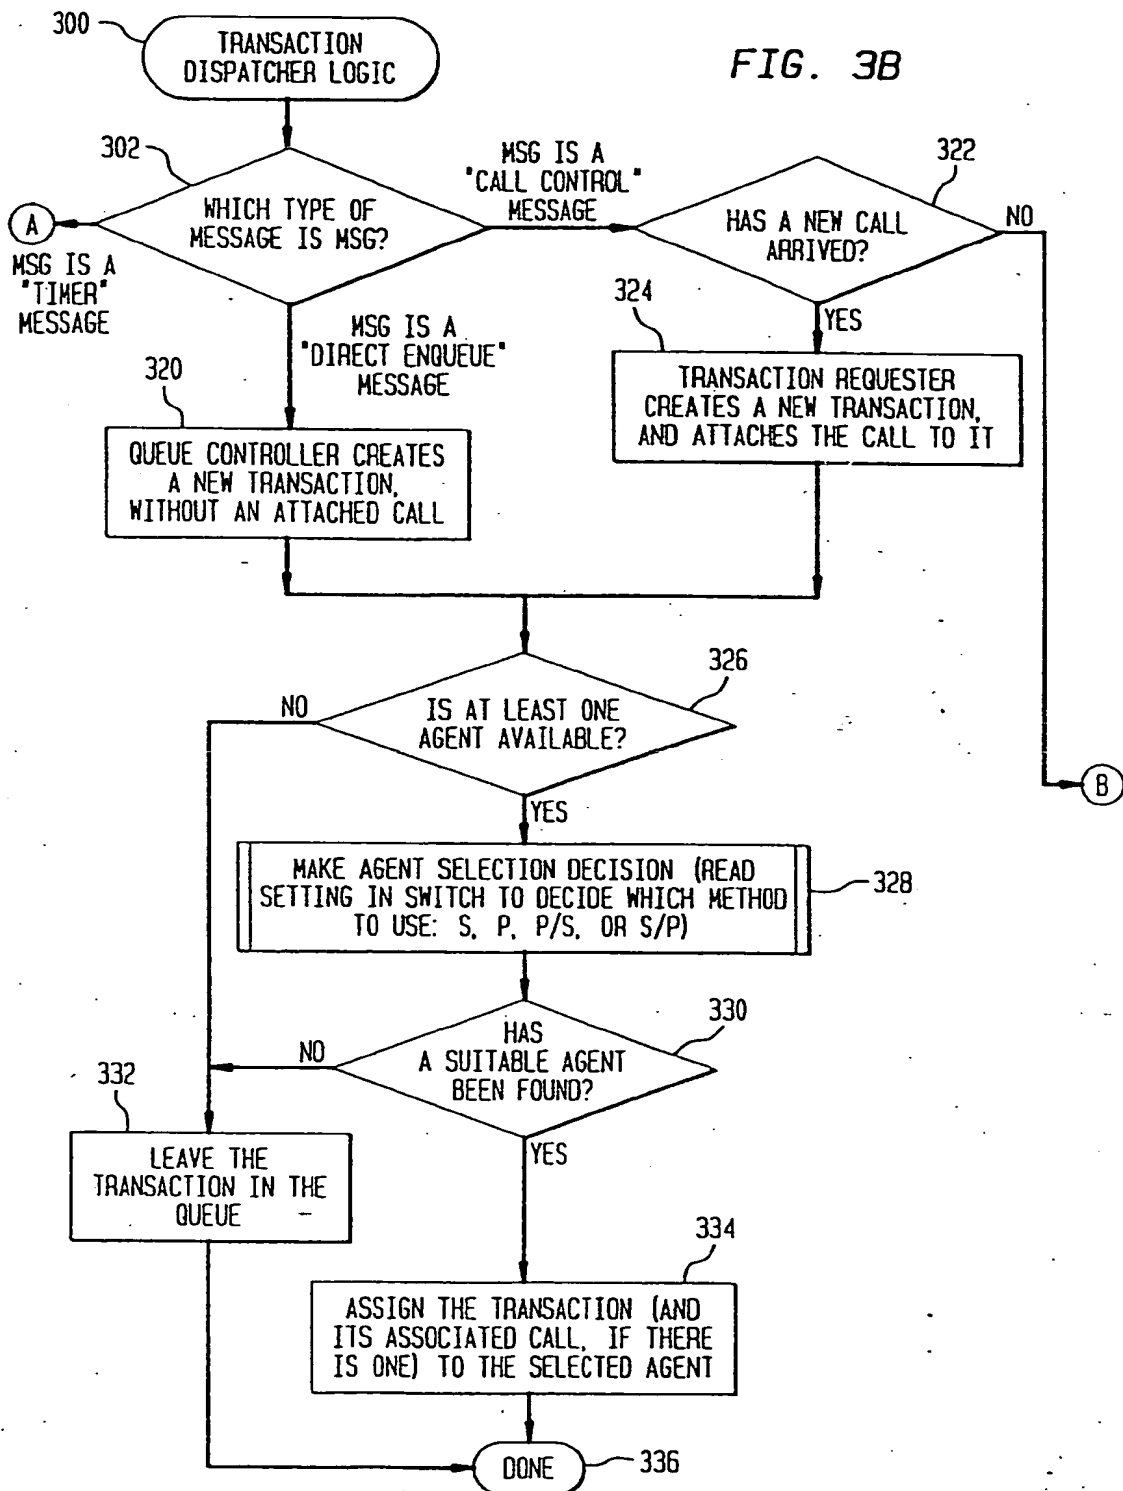 300
TRANSACTION
DISPATCHER LOGIC
FIG. 3B
302
WHICH TYPE OF
MESSAGE IS MSG?
A
MSG IS A
"TIMER"
MESSAGE
MSG IS A
"CALL CONTROL"
MESSAGE
322
HAS A NEW CALL
ARRIVED?
NO
YES
MSG IS A
"DIRECT ENQUEUE"
MESSAGE
320
QUEUE CONTROLLER CREATES
A NEW TRANSACTION,
WITHOUT AN ATTACHED CALL
324
TRANSACTION REQUESTER
CREATES A NEW TRANSACTION,
AND ATTACHES THE CALL TO IT
326
IS AT LEAST ONE
AGENT AVAILABLE?
NO
YES
B
MAKE AGENT SELECTION DECISION (READ
SETTING IN SWITCH TO DECIDE WHICH METHOD
TO USE: S, P, P/S, OR S/P)
328
330
HAS
A SUITABLE AGENT
BEEN FOUND?
NO
YES
332
LEAVE THE
TRANSACTION IN THE
QUEUE
334
ASSIGN THE TRANSACTION (AND
ITS ASSOCIATED CALL, IF THERE
IS ONE) TO THE SELECTED AGENT
DONE
336